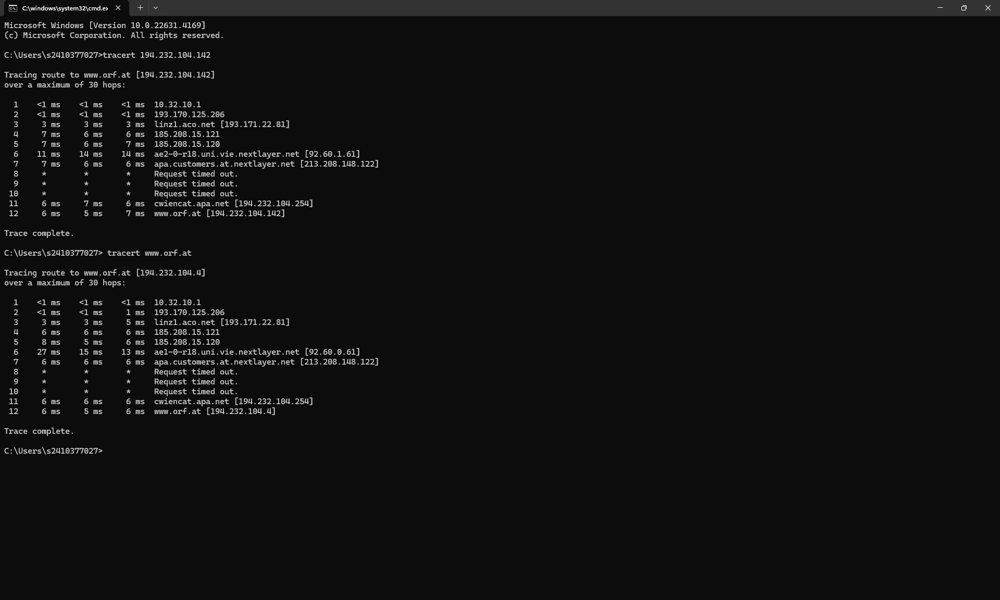 C:\windows\system32\cmd.ex
Microsoft Windows [Version 10.0.22631.4169]
(c) Microsoft Corporation. All rights reserved.
C:\Users\s2410377027>tracert 194.232.104.142
Tracing route to www.orf.at [194.232.104.142]
over a maximum of 30 hops:
  1    <1 ms    <1 ms    <1 ms  10.32.10.1
  2    <1 ms    <1 ms    <1 ms  193.170.125.206
  3     3 ms     3 ms     3 ms  linz1.aco.net [193.171.22.81]
  4     7 ms     6 ms     6 ms  185.208.15.121
  5     7 ms     6 ms     7 ms  185.208.15.120
  6    11 ms    14 ms    14 ms  ae2-0-r18.uni.vie.nextlayer.net [92.60.1.61]
  7     7 ms     6 ms     6 ms  apa.customers.at.nextlayer.net [213.208.148.122]
  8     *        *        *     Request timed out.
  9     *        *        *     Request timed out.
 10     *        *        *     Request timed out.
 11     6 ms     7 ms     6 ms  cwiencat.apa.net [194.232.104.254]
 12     6 ms     5 ms     7 ms  www.orf.at [194.232.104.142]
Trace complete.
C:\Users\s2410377027> tracert www.orf.at
Tracing route to www.orf.at [194.232.104.4]
over a maximum of 30 hops:
  1    <1 ms    <1 ms    <1 ms  10.32.10.1
  2    <1 ms    <1 ms     1 ms  193.170.125.206
  3     3 ms     3 ms     5 ms  linz1.aco.net [193.171.22.81]
  4     6 ms     6 ms     6 ms  185.208.15.121
  5     8 ms     5 ms     6 ms  185.208.15.120
  6    27 ms    15 ms    13 ms  ae1-0-r18.uni.vie.nextlayer.net [92.60.0.61]
  7     6 ms     6 ms     6 ms  apa.customers.at.nextlayer.net [213.208.148.122]
  8     *        *        *     Request timed out.
  9     *        *        *     Request timed out.
 10     *        *        *     Request timed out.
 11     6 ms     6 ms     6 ms  cwiencat.apa.net [194.232.104.254]
 12     6 ms     5 ms     6 ms  www.orf.at [194.232.104.4]
Trace complete.
C:\Users\s2410377027>